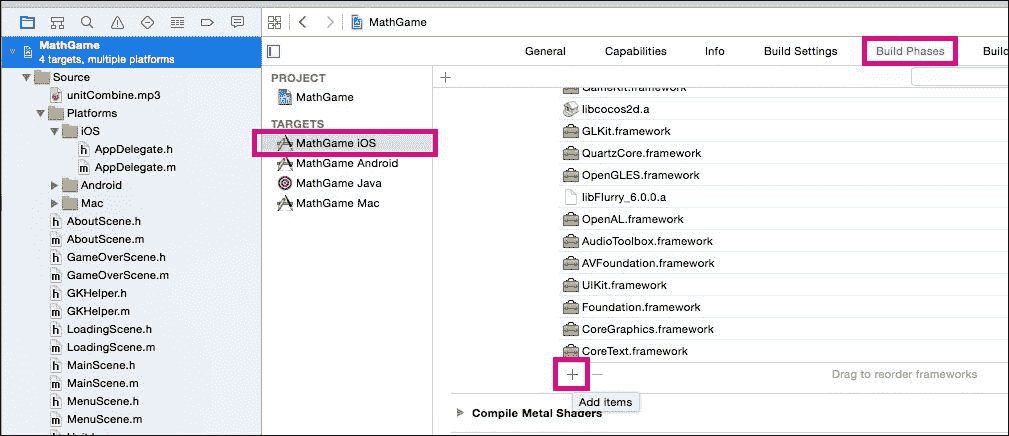 MathGame
MathGame
4 targets, multiple platforms
Source
unitCombine.mp3
Platforms
iOS
AppDelegate.h
AppDelegate.m
Android
Mac
AboutScene.h
AboutScene.m
GameOverScene.h
GameOverScene.m
GKHelper.h
GKHelper.m
LoadingScene.h
LoadingScene.m
MainScene.h
MainScene.m
MenuScene.h
MenuScene.m
General Capabilities Info Build Settings Build Phases Build
PROJECT
MathGame
TARGETS
MathGame iOS
MathGame Android
MathGame Java
MathGame Mac
GameKit.framework
libcocos2d.a
GLKit.framework
QuartzCore.framework
OpenGLES.framework
libFlurry_6.0.0.a
OpenAL.framework
AudioToolbox.framework
AVFoundation.framework
UIKit.framework
Foundation.framework
CoreGraphics.framework
CoreText.framework
Drag to reorder frameworks
Add items
Compile Metal Shaders